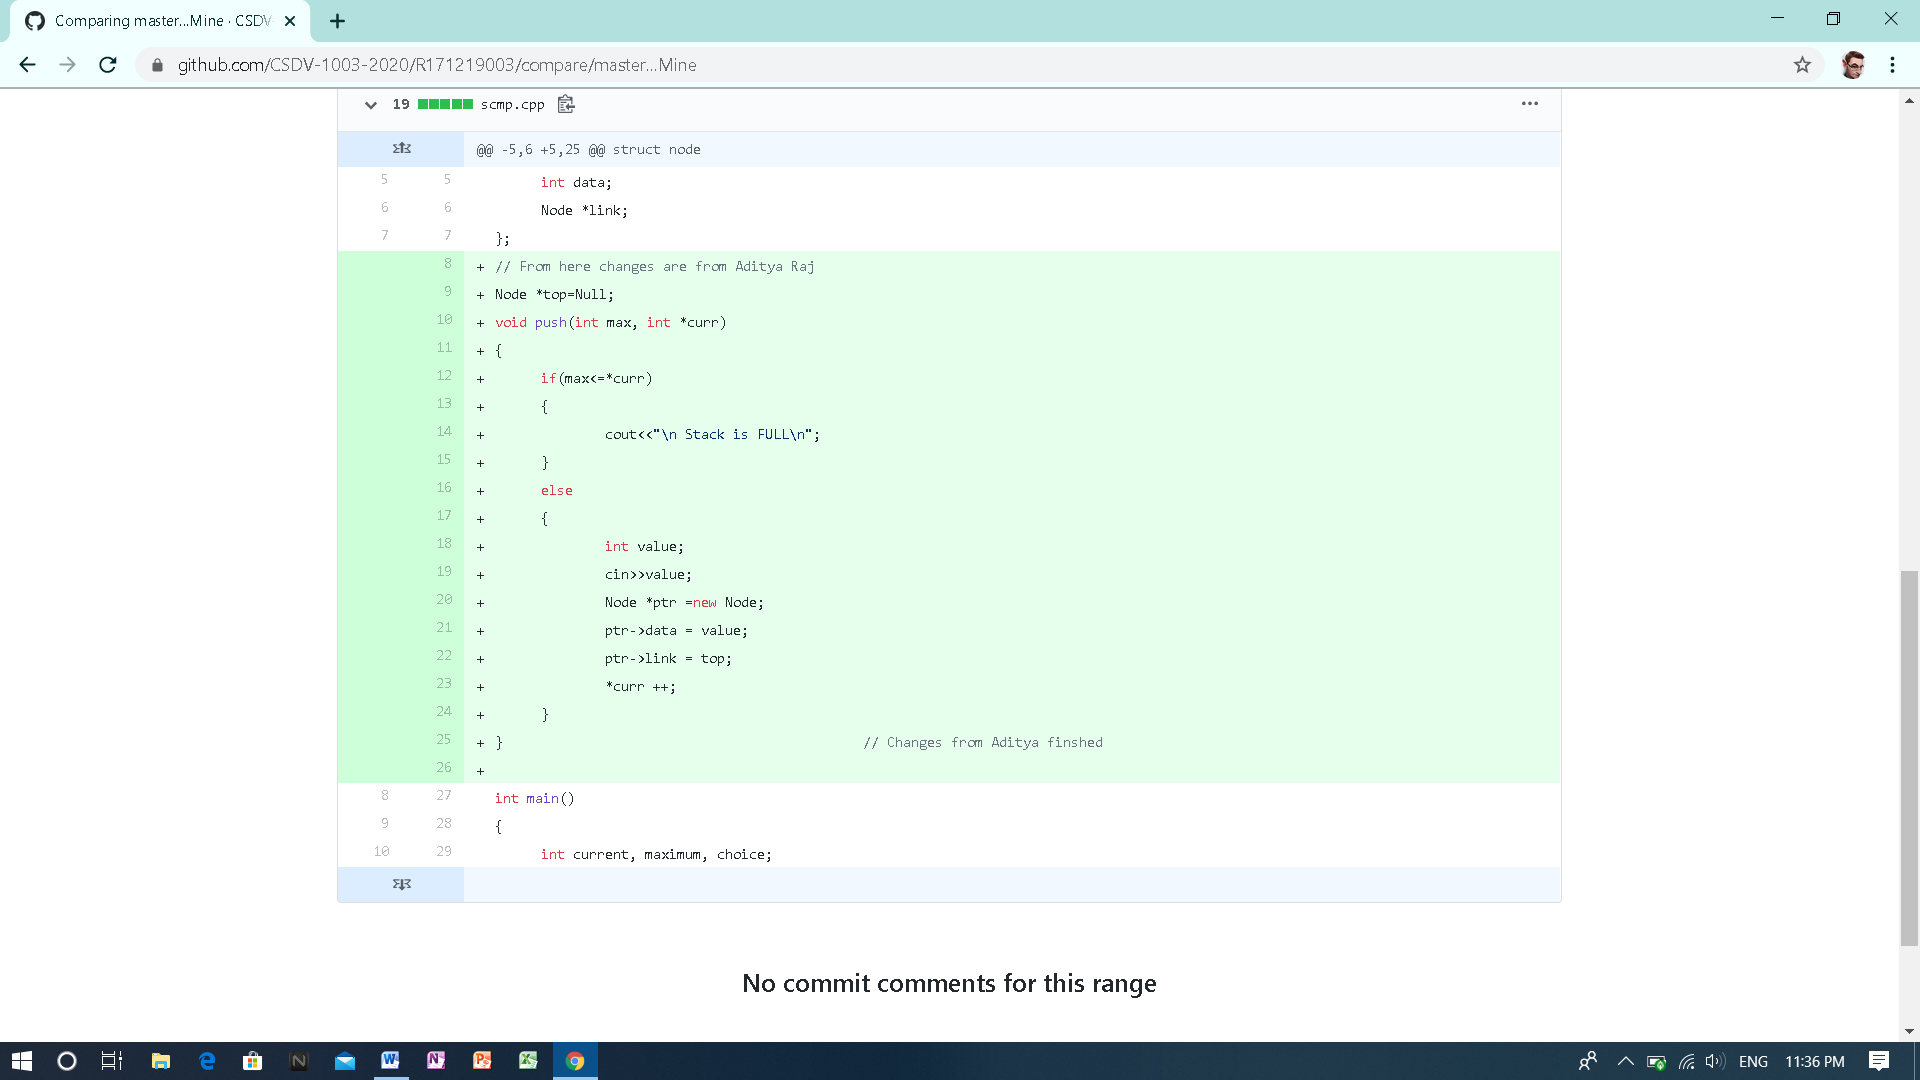 Comparing master...Mine · CSDV-
github.com/CSDV-1003-2020/R171219003/compare/master...Mine
19 scmp.cpp
@@ -5,6 +5,25 @@ struct node
5 5 int data;
6 6 Node *link;
7 7 };
8 + // From here changes are from Aditya Raj
9 + Node *top=Null;
10 + void push(int max, int *curr)
11 + {
12 + if(max<=*curr)
13 + {
14 + cout<<"\n Stack is FULL\n";
15 + }
16 + else
17 + {
18 + int value;
19 + cin>>value;
20 + Node *ptr =new Node;
21 + ptr->data = value;
22 + ptr->link = top;
23 + *curr ++;
24 + }
25 + } // Changes from Aditya finshed
26 +
8 27 int main()
9 28 {
10 29 int current, maximum, choice;
No commit comments for this range
ENG 11:36 PM